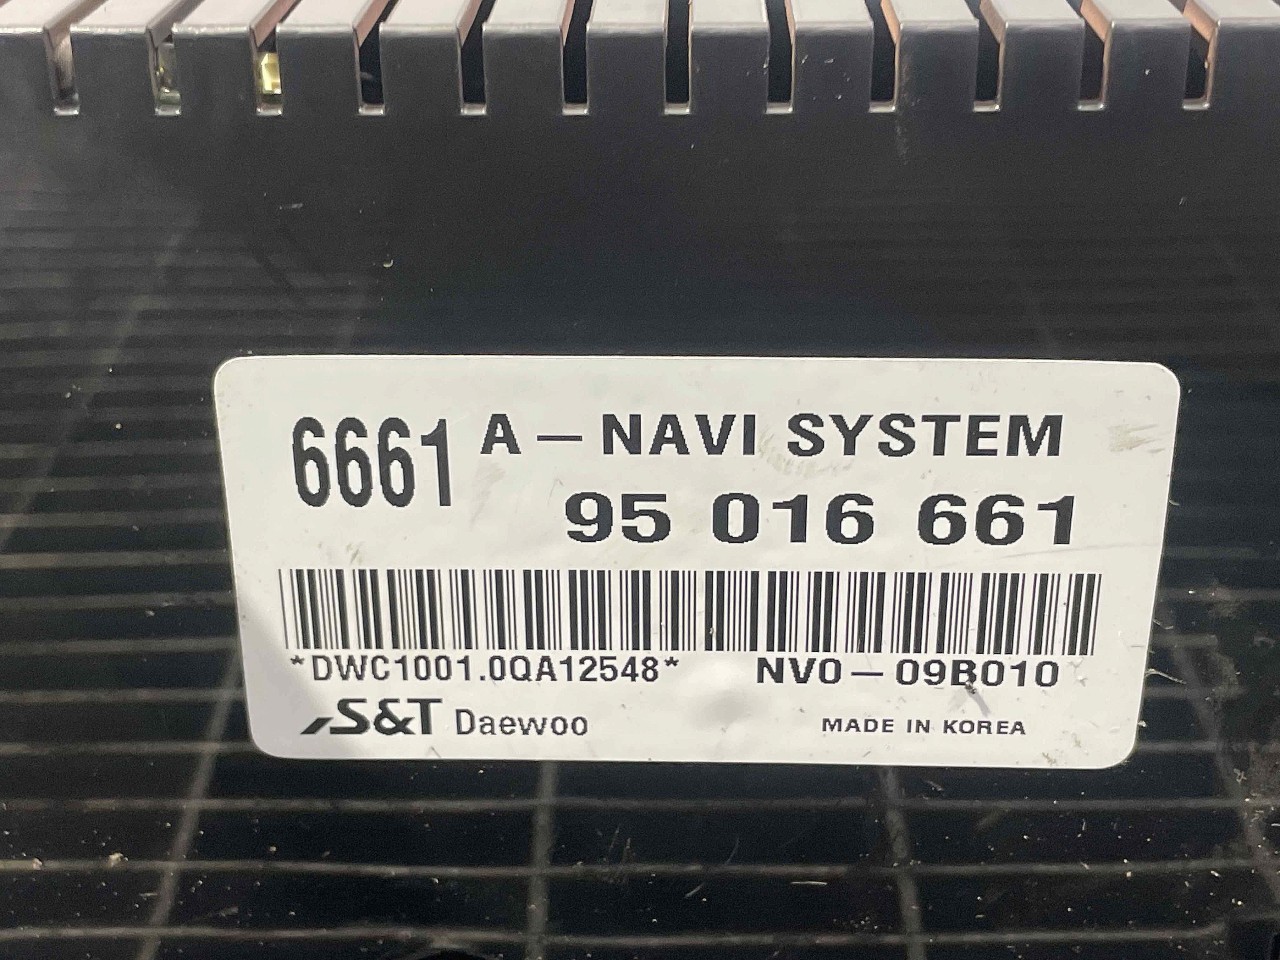 6661 A-NAVI SYSTEM
95 016 661
*DWC1001.0QA12548* NV0-09B010
S&T Daewoo MADE IN KOREA